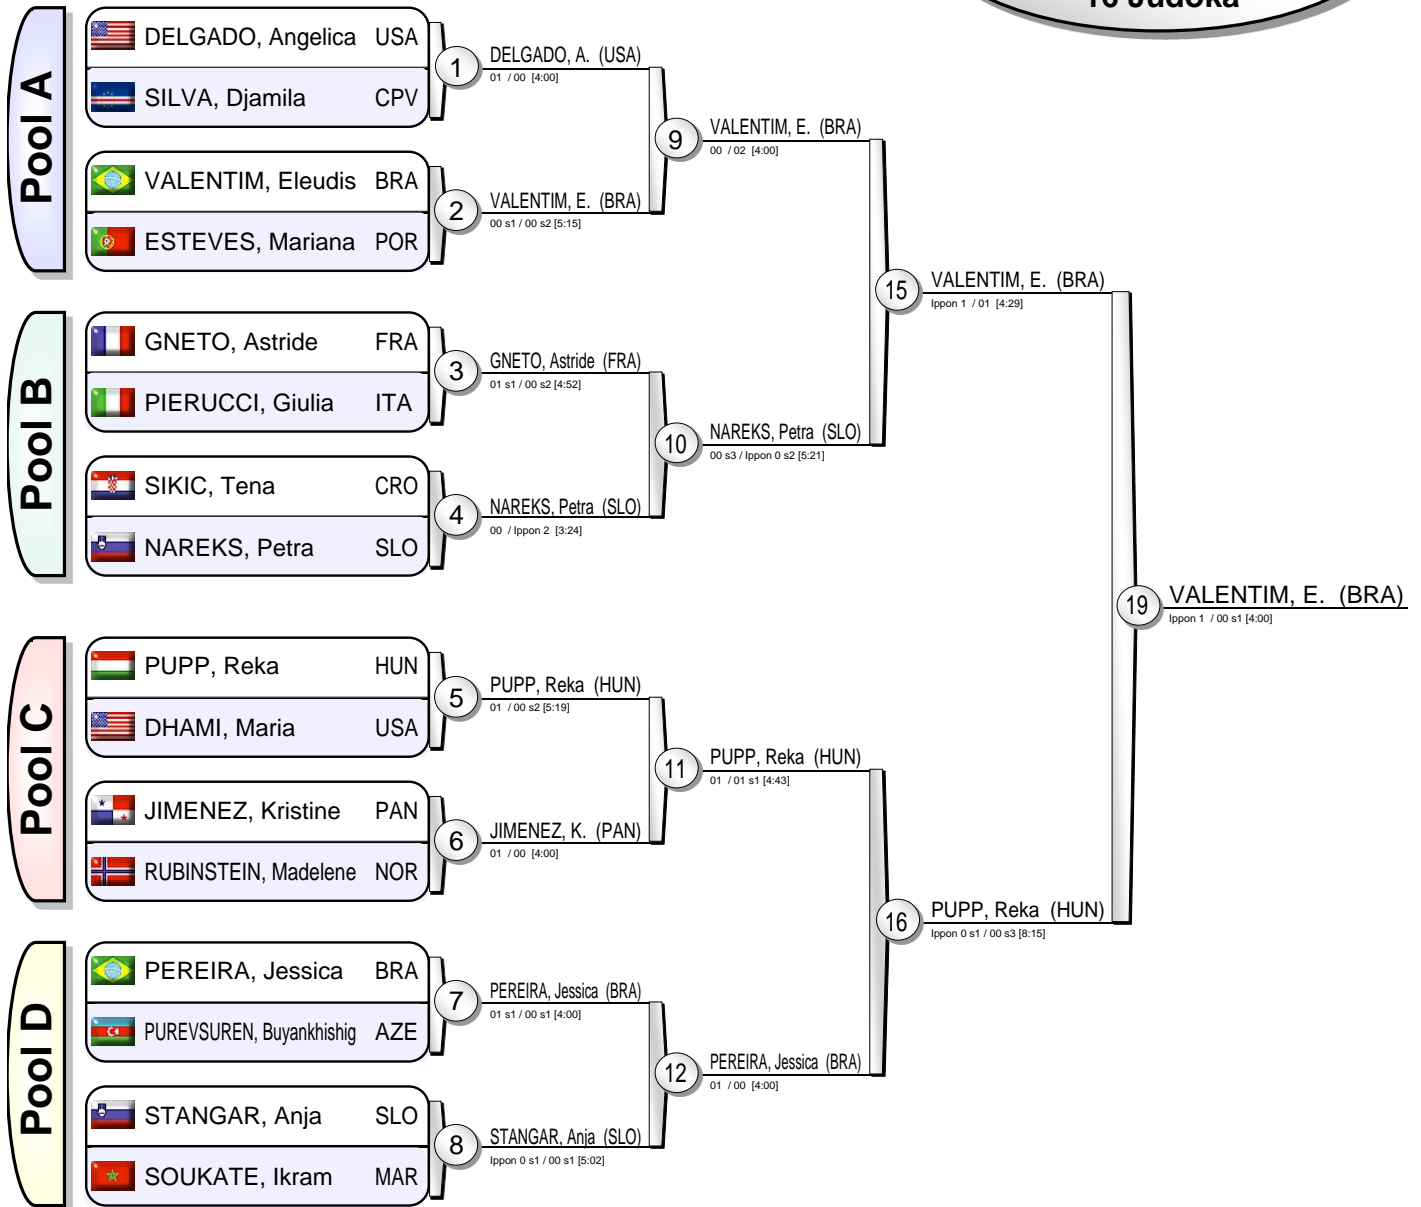 16 Judoka
Pool A
DELGADO, Angelica USA
SILVA, Djamila CPV
VALENTIM, Eleudis BRA
ESTEVES, Mariana POR
Pool B
GNETO, Astride FRA
PIERUCCI, Giulia ITA
SIKIC, Tena CRO
NAREKS, Petra SLO
Pool C
PUPP, Reka HUN
DHAMI, Maria USA
JIMENEZ, Kristine PAN
RUBINSTEIN, Madelene NOR
Pool D
PEREIRA, Jessica BRA
PUREVSUREN, Buyankhishig AZE
STANGAR, Anja SLO
SOUKATE, Ikram MAR
1
DELGADO, A. (USA)
01 / 00 [4:00]
2
VALENTIM, E. (BRA)
00 s1 / 00 s2 [5:15]
3
GNETO, Astride (FRA)
01 s1 / 00 s2 [4:52]
4
NAREKS, Petra (SLO)
00 / Ippon 2 [3:24]
5
PUPP, Reka (HUN)
01 / 00 s2 [5:19]
6
JIMENEZ, K. (PAN)
01 / 00 [4:00]
7
PEREIRA, Jessica (BRA)
01 s1 / 00 s1 [4:00]
8
STANGAR, Anja (SLO)
Ippon 0 s1 / 00 s1 [5:02]
9
VALENTIM, E. (BRA)
00 / 02 [4:00]
10
NAREKS, Petra (SLO)
00 s3 / Ippon 0 s2 [5:21]
11
PUPP, Reka (HUN)
01 / 01 s1 [4:43]
12
PEREIRA, Jessica (BRA)
01 / 00 [4:00]
15
VALENTIM, E. (BRA)
Ippon 1 / 01 [4:29]
16
PUPP, Reka (HUN)
Ippon 0 s1 / 00 s3 [8:15]
19
VALENTIM, E. (BRA)
Ippon 1 / 00 s1 [4:00]